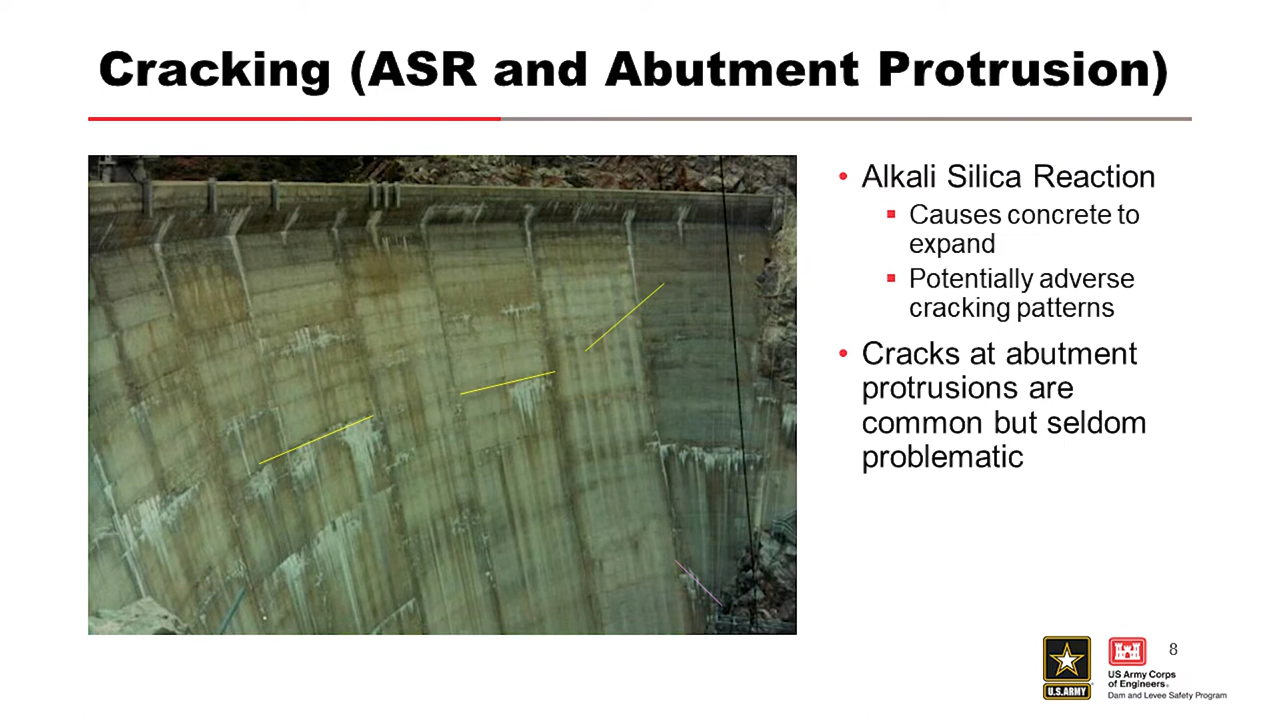 Cracking (ASR and Abutment Protrusion)
• Alkali Silica Reaction
▪ Causes concrete to
expand
▪ Potentially adverse
cracking patterns
• Cracks at abutment
protrusions are
common but seldom
problematic
8
U.S.ARMY
US Army Corps
of Engineers®
Dam and Levee Safety Program